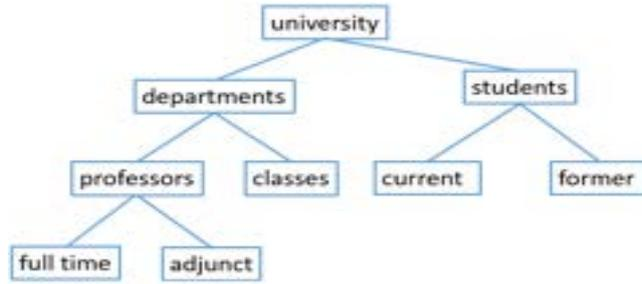 university
departments
students
professors
classes
current
former
full time
adjunct